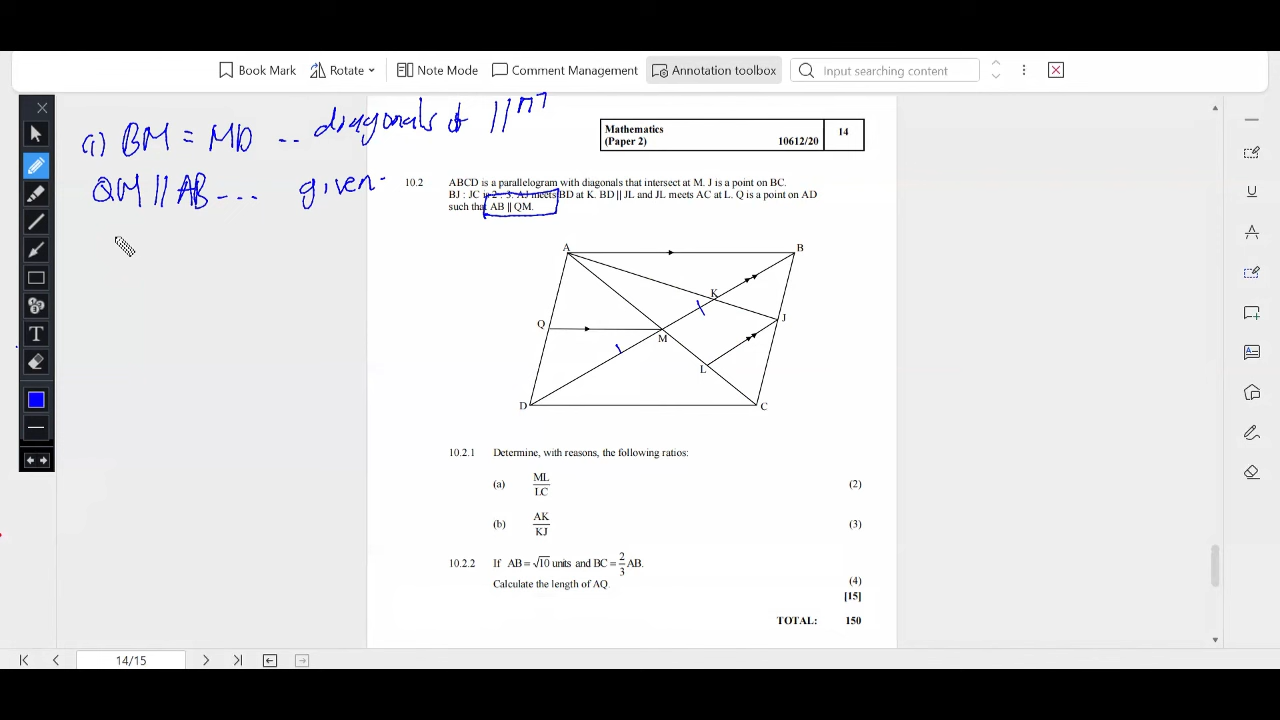 Book Mark Rotate Note Mode Comment Management Annotation toolbox Input searching content
a) BM = MD -- diagonals of ||m
QM || AB --- given
Mathematics 14
(Paper 2) 10612/20
10.2 ABCD is a parallelogram with diagonals that intersect at M. J is a point on BC.
BJ : JC is 2 : 3. AJ meets BD at K. BD || JL and JL meets AC at L. Q is a point on AD
such that AB || QM.
A B
K
Q J
M
L
D C
10.2.1 Determine, with reasons, the following ratios:
(a) ML/LC (2)
(b) AK/KJ (3)
10.2.2 If AB = √10 units and BC = 2/3 AB.
Calculate the length of AQ. (4)
[15]
TOTAL: 150
14/15